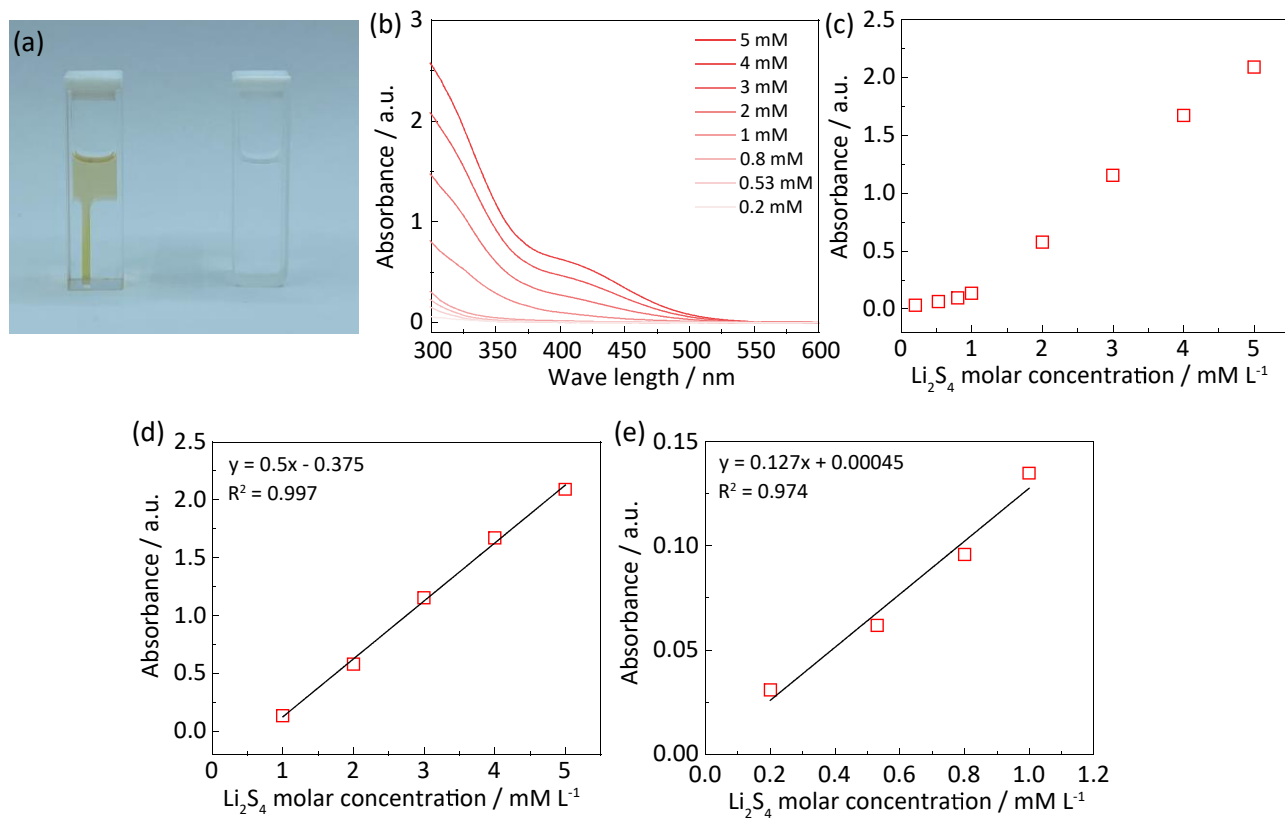 (a)
(b)
3
2
1
0
Absorbance / a.u.
5 mM
4 mM
3 mM
2 mM
1 mM
0.8 mM
0.53 mM
0.2 mM
300 350 400 450 500 550 600
Wave length / nm
(c)
2.5
2.0
1.5
1.0
0.5
0.0
Absorbance / a.u.
0 1 2 3 4 5
Li₂S₄ molar concentration / mM L⁻¹
(d)
2.5
2.0
1.5
1.0
0.5
0.0
Absorbance / a.u.
y = 0.5x - 0.375
R² = 0.997
0 1 2 3 4 5
Li₂S₄ molar concentration / mM L⁻¹
(e)
0.15
0.10
0.05
0.00
Absorbance / a.u.
y = 0.127x + 0.00045
R² = 0.974
0.0 0.2 0.4 0.6 0.8 1.0 1.2
Li₂S₄ molar concentration / mM L⁻¹